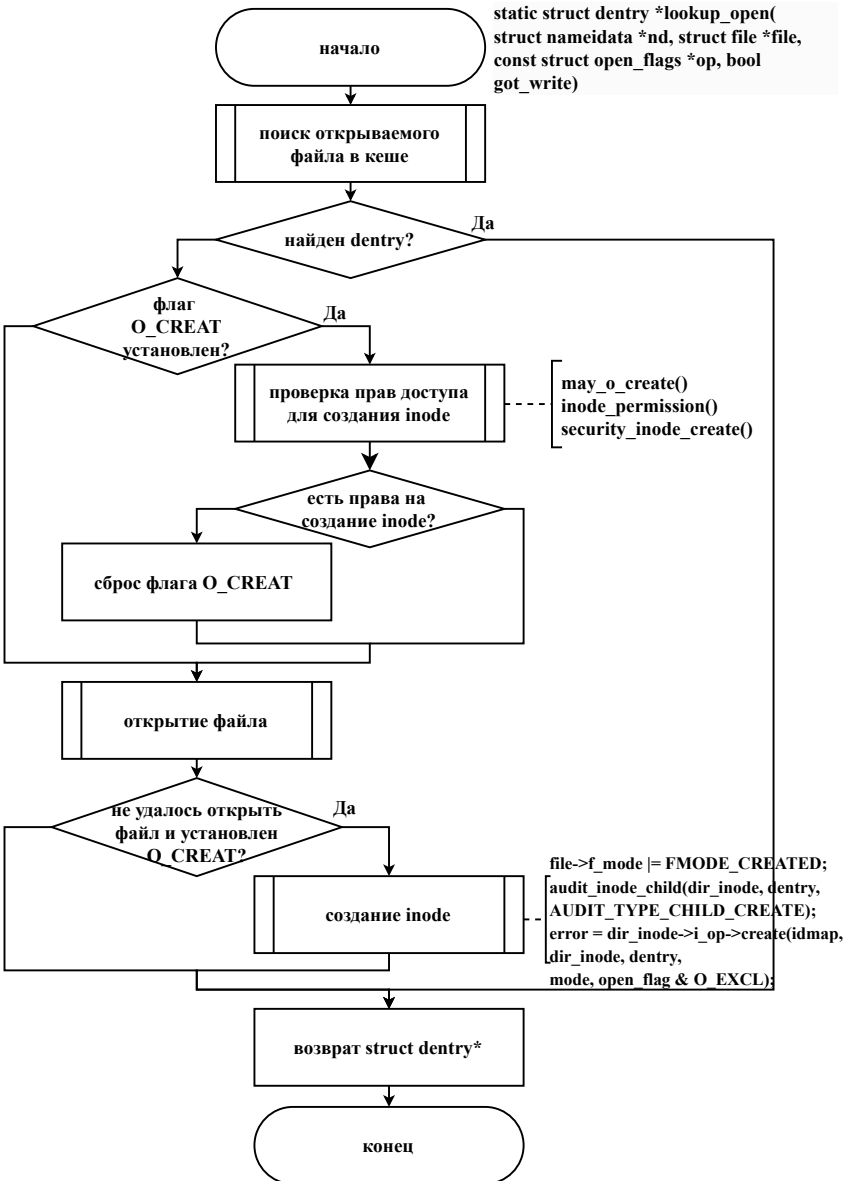 static struct dentry *lookup_open(
struct nameidata *nd, struct file *file,
const struct open_flags *op, bool
got_write)
начало
поиск открываемого
файла в кеше
найден dentry?
Да
флаг
O_CREAT
установлен?
Да
проверка прав доступа
для создания inode
may_o_create()
inode_permission()
security_inode_create()
есть права на
создание inode?
сброс флага O_CREAT
открытие файла
не удалось открыть
файл и установлен
O_CREAT?
Да
создание inode
file->f_mode |= FMODE_CREATED;
audit_inode_child(dir_inode, dentry,
AUDIT_TYPE_CHILD_CREATE);
error = dir_inode->i_op->create(idmap,
dir_inode, dentry,
mode, open_flag & O_EXCL);
возврат struct dentry*
конец